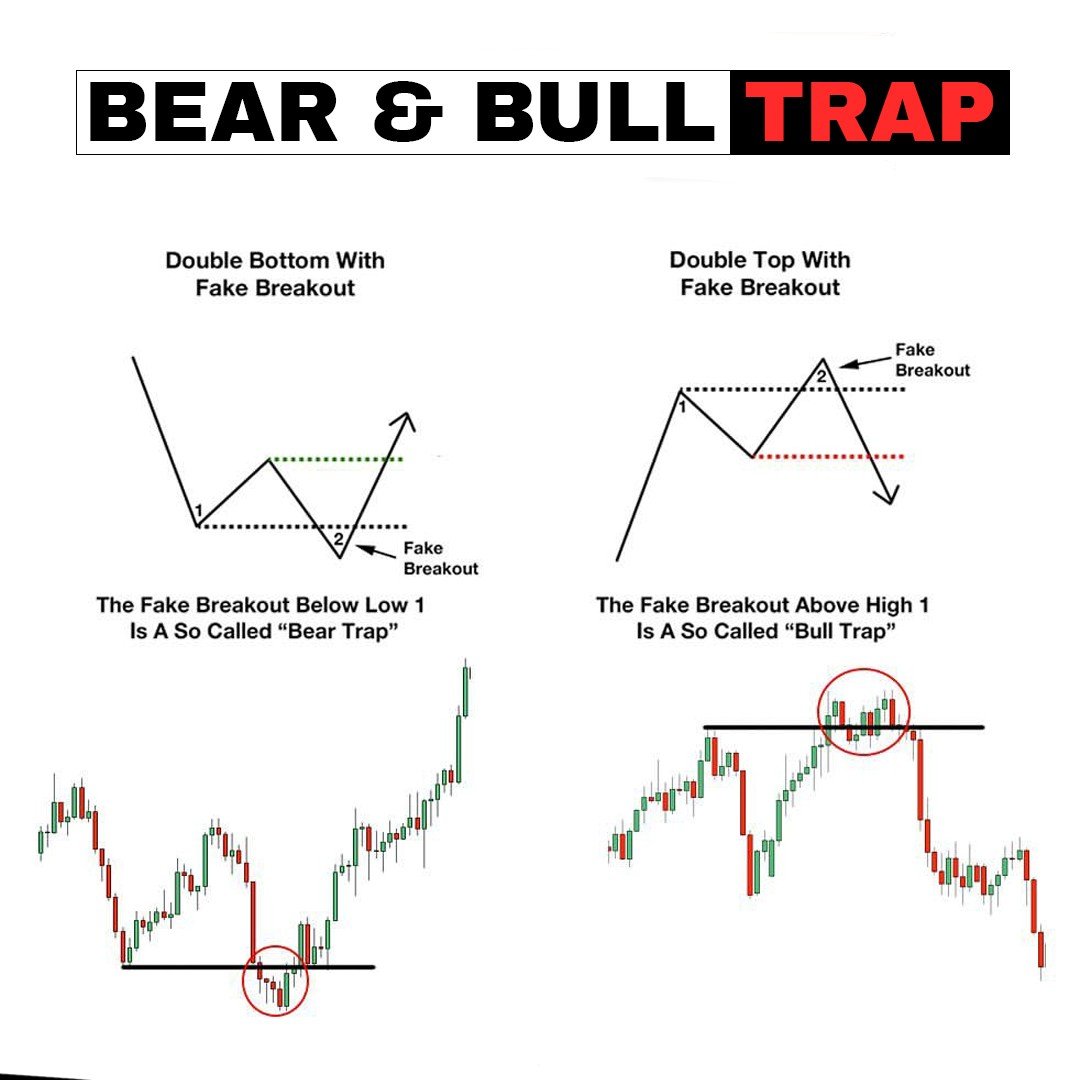 BEAR & BULL TRAP
Double Bottom With
Fake Breakout
1
2
Fake
Breakout
The Fake Breakout Below Low 1
Is A So Called “Bear Trap”
Double Top With
Fake Breakout
Fake
Breakout
2
1
The Fake Breakout Above High 1
Is A So Called “Bull Trap”